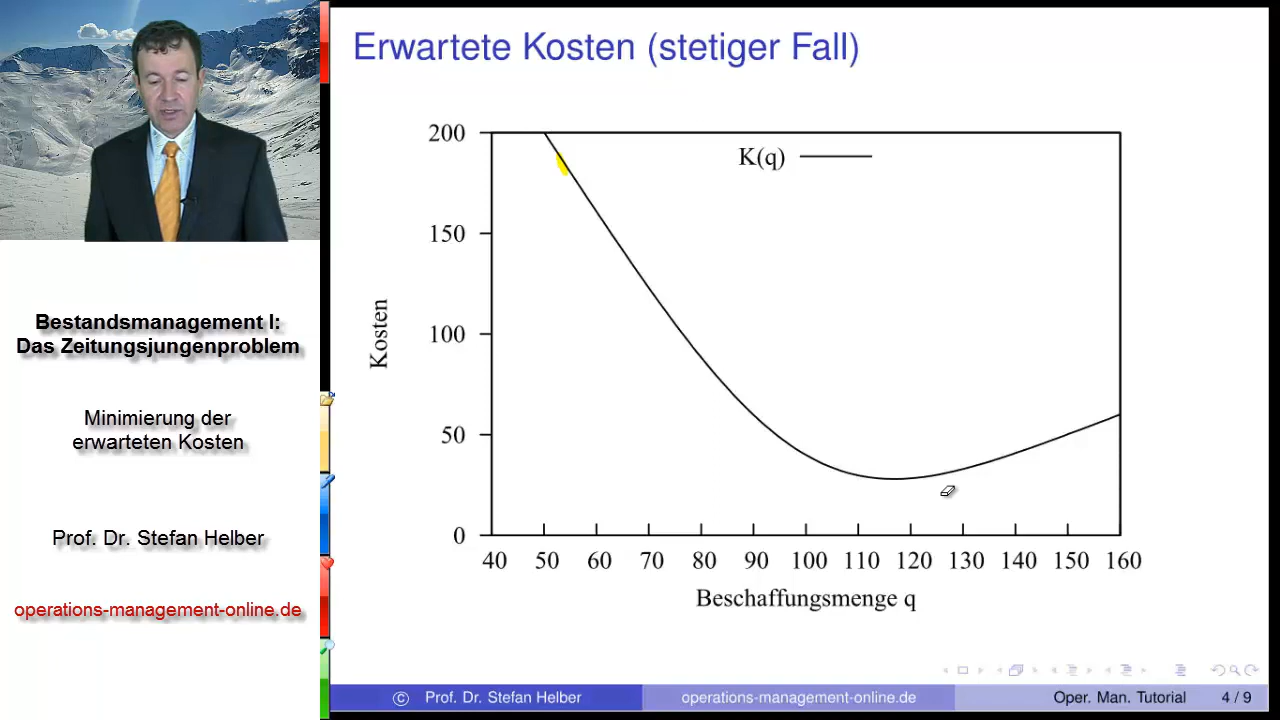 Bestandsmanagement I:
Das Zeitungsjungenproblem
Minimierung der
erwarteten Kosten
Prof. Dr. Stefan Helber
operations-management-online.de
Erwartete Kosten (stetiger Fall)
K(q)
200
150
100
50
0
Kosten
40 50 60 70 80 90 100 110 120 130 140 150 160
Beschaffungsmenge q
© Prof. Dr. Stefan Helber operations-management-online.de Oper. Man. Tutorial 4 / 9